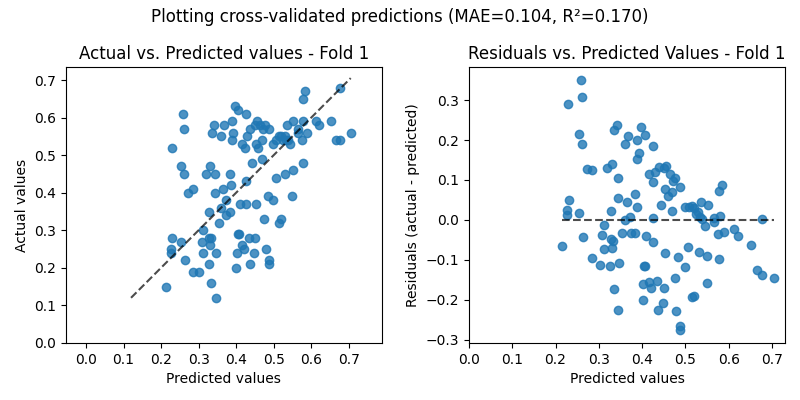 Plotting cross-validated predictions (MAE=0.104, R²=0.170)
Actual vs. Predicted values - Fold 1
Actual values
0.7
0.6
0.5
0.4
0.3
0.2
0.1
0.0
0.0 0.1 0.2 0.3 0.4 0.5 0.6 0.7
Predicted values
Residuals vs. Predicted Values - Fold 1
Residuals (actual - predicted)
0.3
0.2
0.1
0.0
−0.1
−0.2
−0.3
0.0 0.1 0.2 0.3 0.4 0.5 0.6 0.7
Predicted values